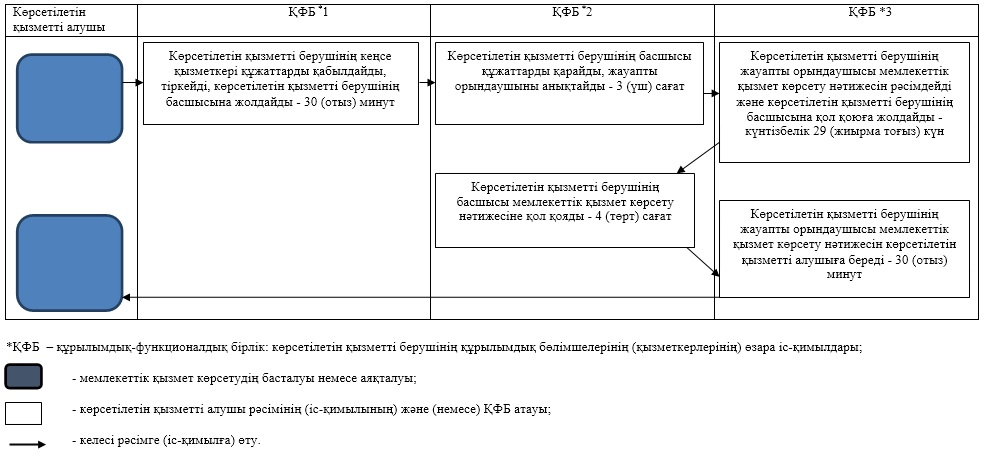 Көрсетілетін
қызметті алушы
ҚФБ *1
ҚФБ *2
ҚФБ *3
Көрсетілетін қызметті берушінің кеңсе
қызметкері құжаттарды қабылдайды,
тіркейді, көрсетілетін қызметті берушінің
басшысына жолдайды - 30 (отыз) минут
Көрсетілетін қызметті берушінің басшысы
құжаттарды қарайды, жауапты
орындаушыны анықтайды - 3 (үш) сағат
Көрсетілетін қызметті берушінің
жауапты орындаушысы мемлекеттік
қызмет көрсету нәтижесін рәсімдейді
және көрсетілетін қызметті берушінің
басшысына қол қоюға жолдайды -
күнтізбелік 29 (жиырма тоғыз) күн
Көрсетілетін қызметті берушінің
басшысы мемлекеттік қызмет көрсету
нәтижесіне қол қояды - 4 (төрт) сағат
Көрсетілетін қызметті берушінің
жауапты орындаушысы мемлекеттік
қызмет көрсету нәтижесін көрсетілетін
қызметті алушыға береді - 30 (отыз)
минут
*ҚФБ – құрылымдық-функционалдық бірлік: көрсетілетін қызметті берушінің құрылымдық бөлімшелерінің (қызметкерлерінің) өзара іс-қимылдары;
- мемлекеттік қызмет көрсетудің басталуы немесе аяқталуы;
- көрсетілетін қызметті алушы рәсімінің (іс-қимылының) және (немесе) ҚФБ атауы;
- келесі рәсімге (іс-қимылға) өту.